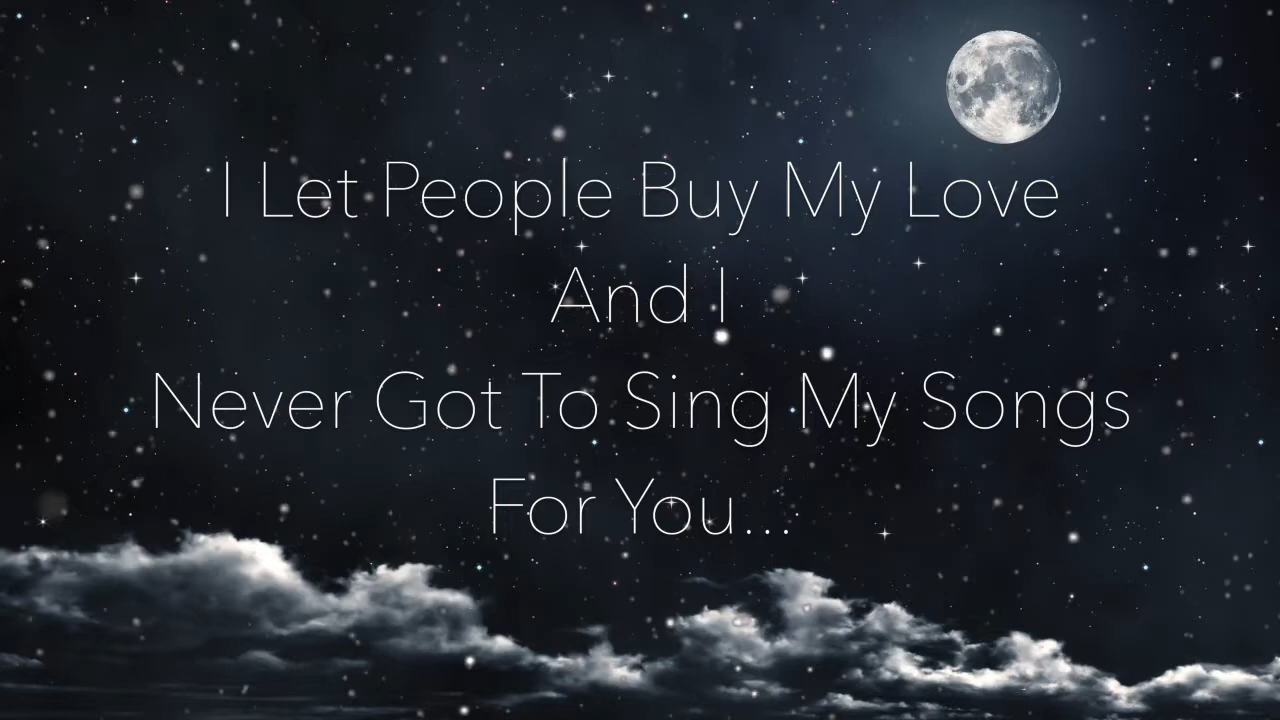 I Let People Buy My Love
And I
Never Got To Sing My Songs
For You...